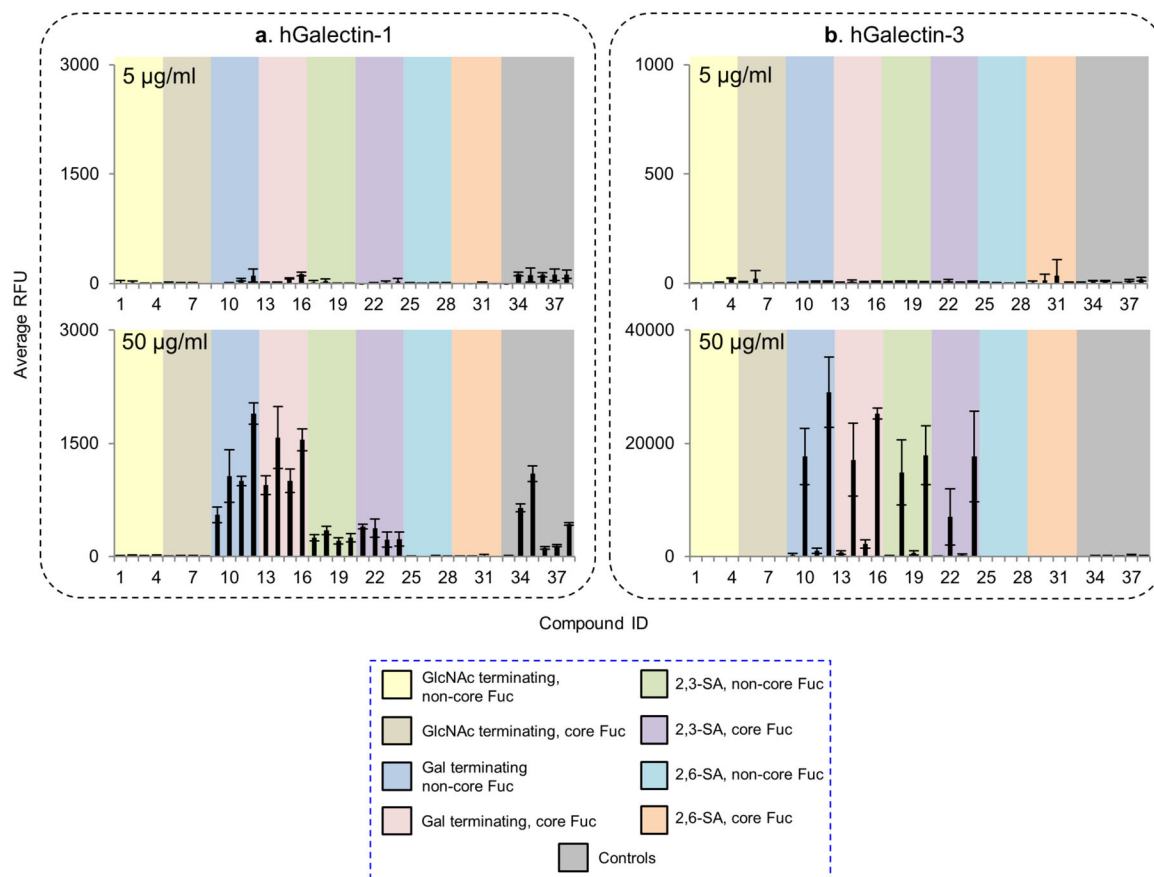 a. hGalectin-1
5 µg/ml
3000
1500
0
1 4 7 10 13 16 19 22 25 28 31 34 37
50 µg/ml
3000
1500
0
1 4 7 10 13 16 19 22 25 28 31 34 37
b. hGalectin-3
5 µg/ml
1000
500
0
1 4 7 10 13 16 19 22 25 28 31 34 37
50 µg/ml
40000
20000
0
1 4 7 10 13 16 19 22 25 28 31 34 37
Average RFU
Compound ID
GlcNAc terminating,
non-core Fuc
GlcNAc terminating, core Fuc
Gal terminating
non-core Fuc
Gal terminating, core Fuc
2,3-SA, non-core Fuc
2,3-SA, core Fuc
2,6-SA, non-core Fuc
2,6-SA, core Fuc
Controls